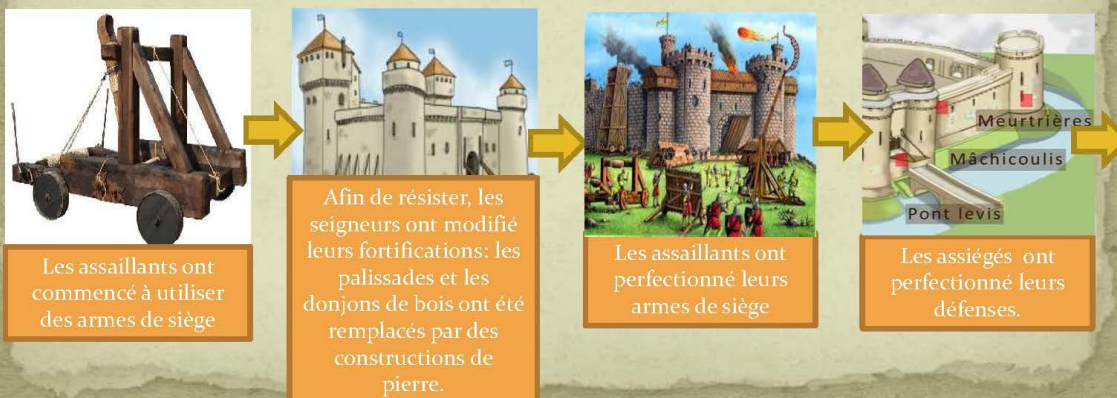 Les assaillants ont
commencé à utiliser
des armes de siège
Afin de résister, les
seigneurs ont modifié
leurs fortifications: les
palissades et les
donjons de bois ont été
remplacés par des
constructions de
pierre.
Les assaillants ont
perfectionné leurs
armes de siège
Meurtrières
Mâchicoulis
Pont levis
Les assiégés ont
perfectionné leurs
défenses.